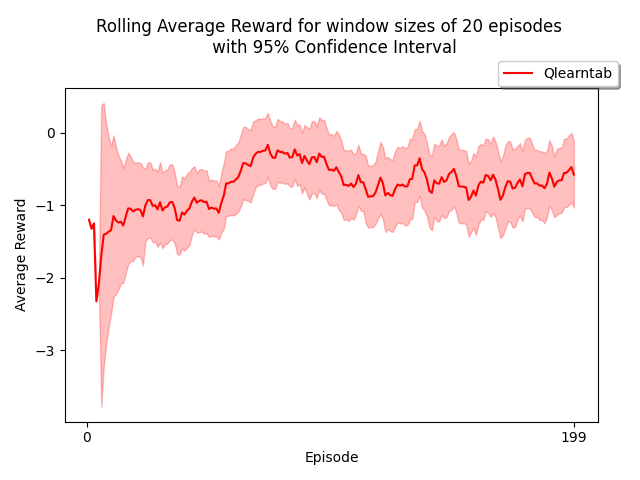 Rolling Average Reward for window sizes of 20 episodes
with 95% Confidence Interval
Qlearntab
0
−1
−2
−3
Average Reward
0
199
Episode